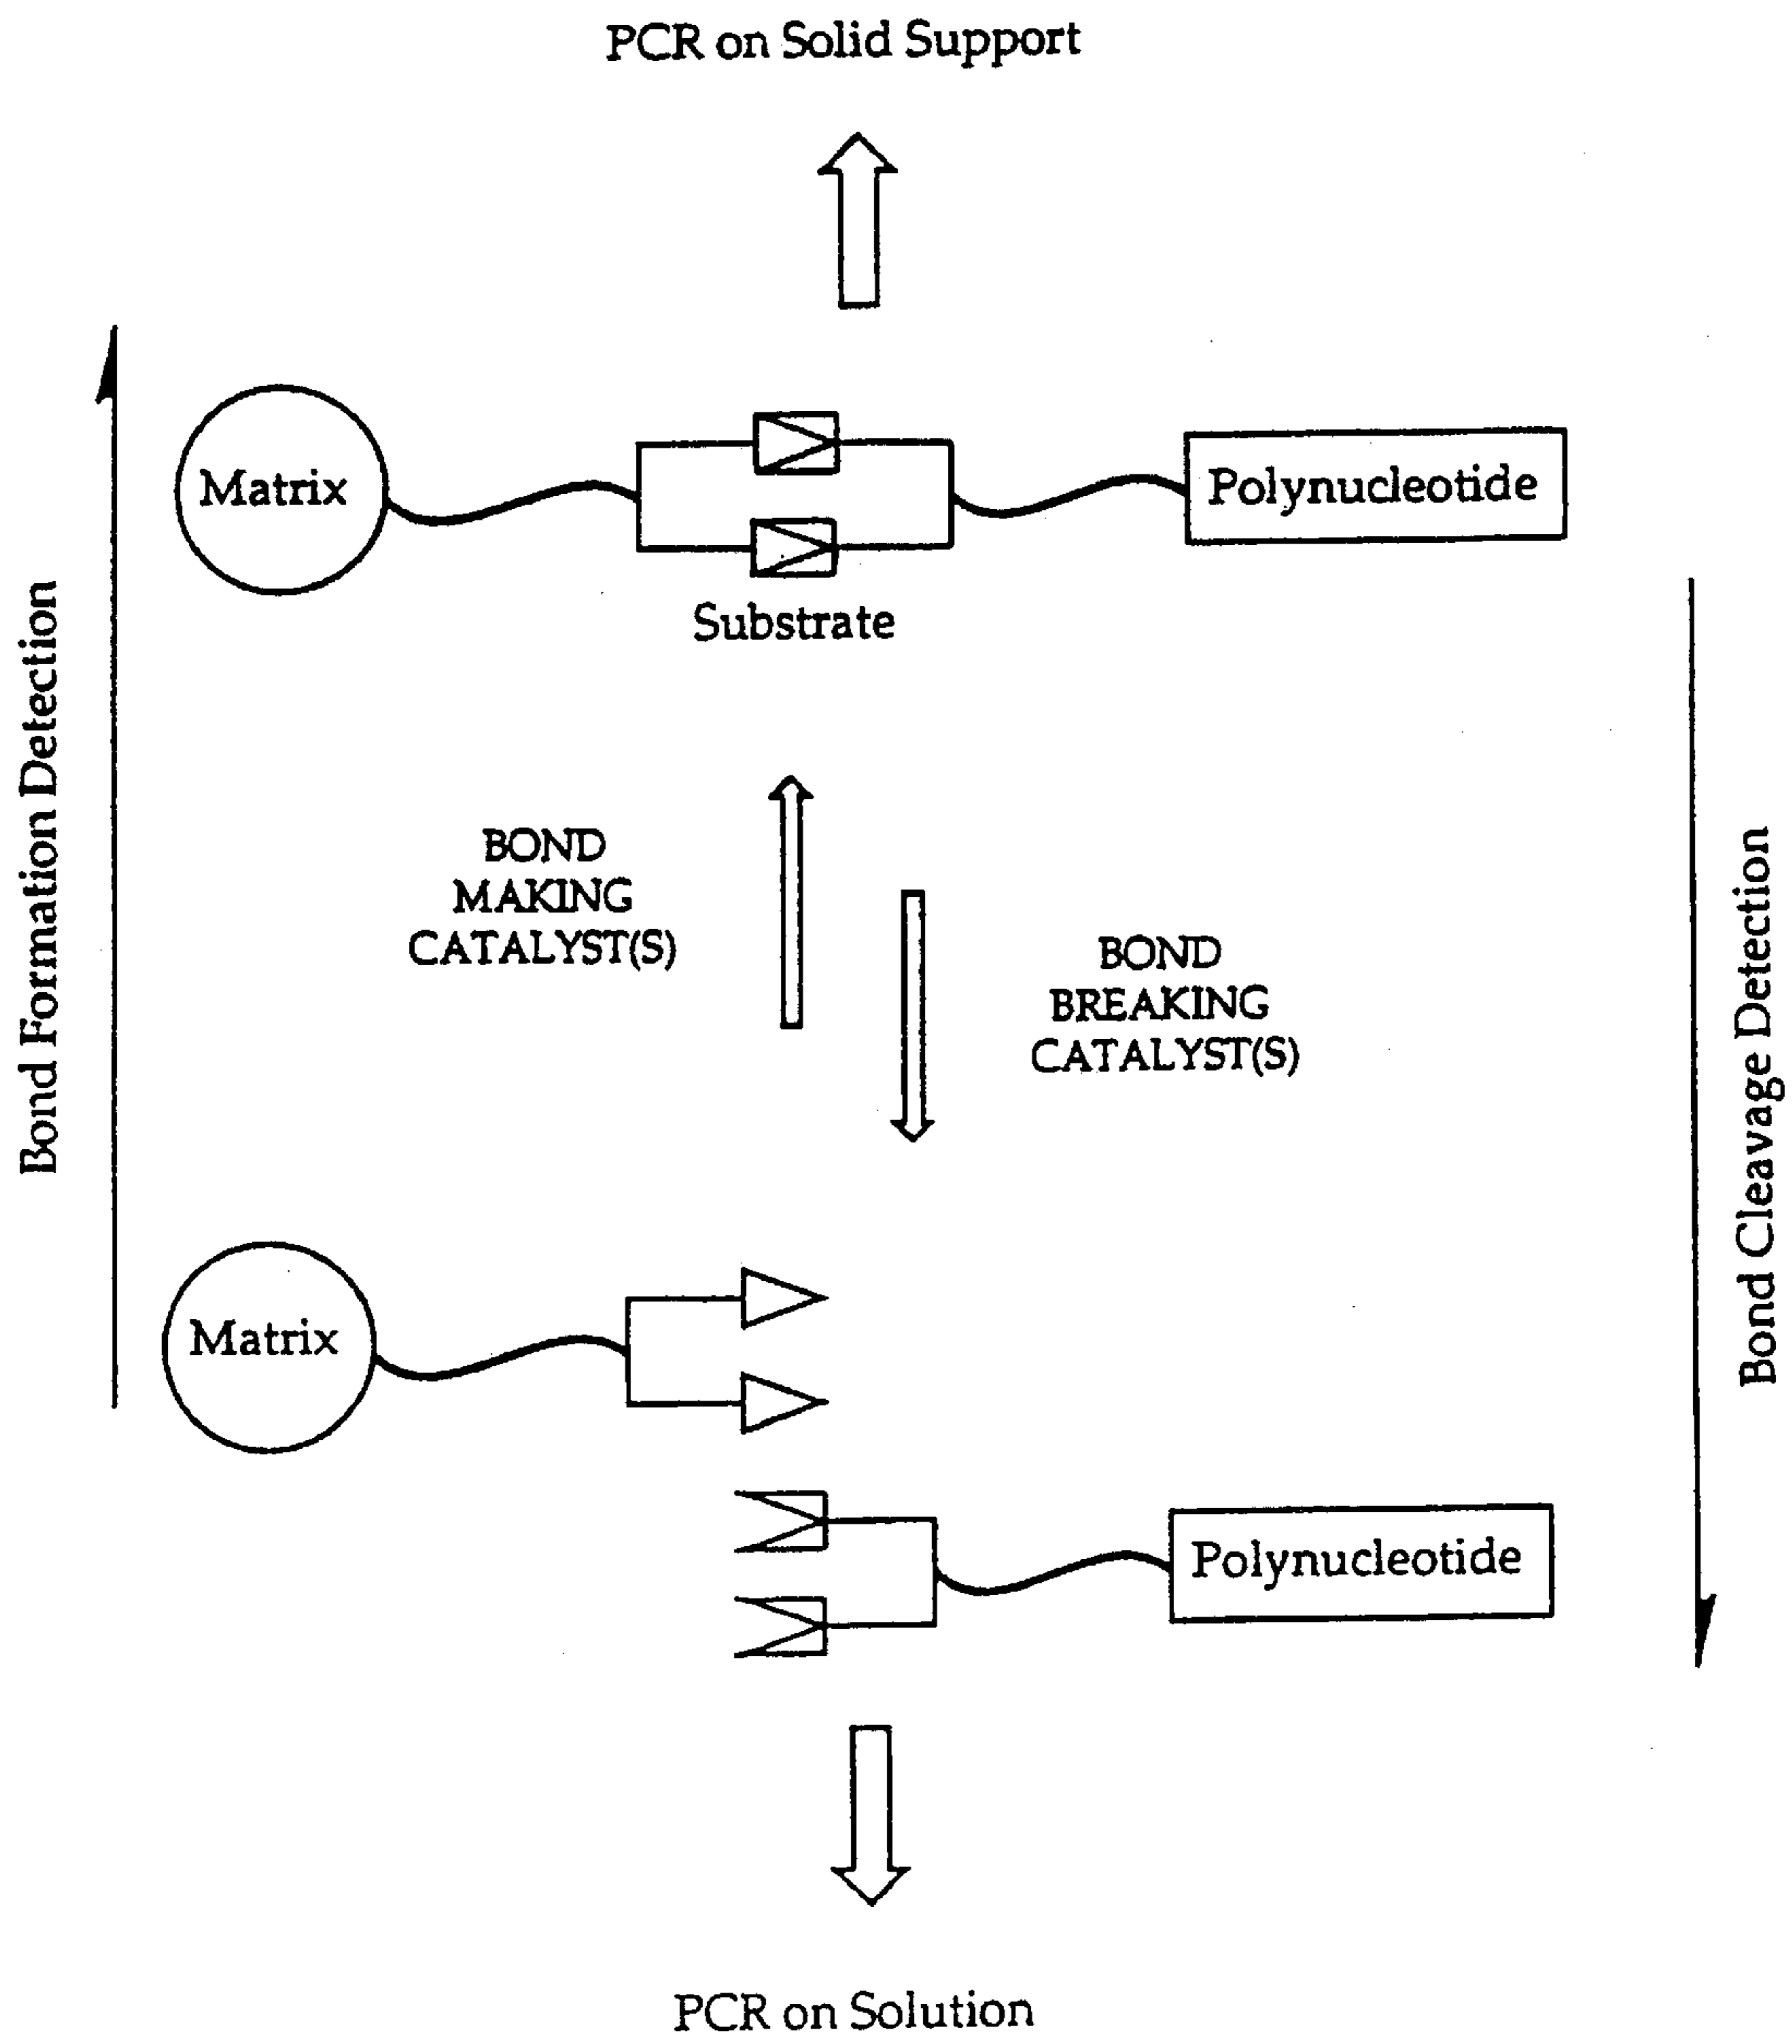 PCR on Solid Support
Matrix
Polynucleotide
Substrate
Bond Formation Detection
BOND
MAKING
CATALYST(S)
BOND
BREAKING
CATALYST(S)
Bond Cleavage Detection
Matrix
Polynucleotide
PCR on Solution